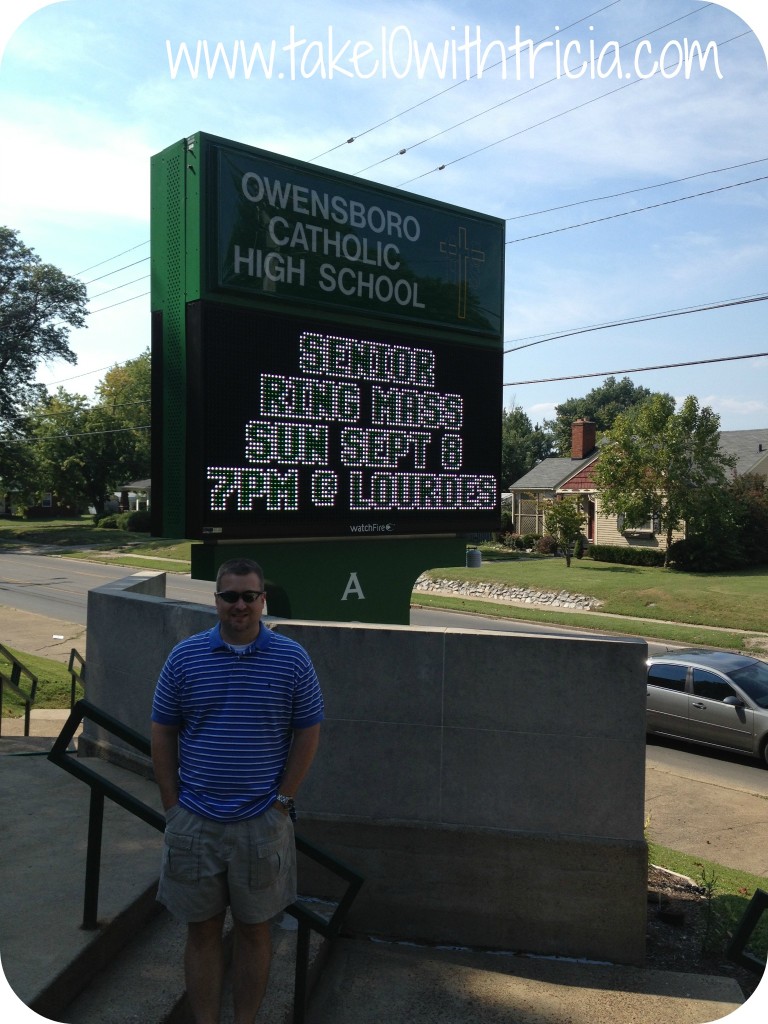 www.take10withtricia.com
OWENSBORO
CATHOLIC
HIGH SCHOOL
SENIOR
RING MASS
SUN SEPT 8
7PM @ LOURDES
watchfire
A